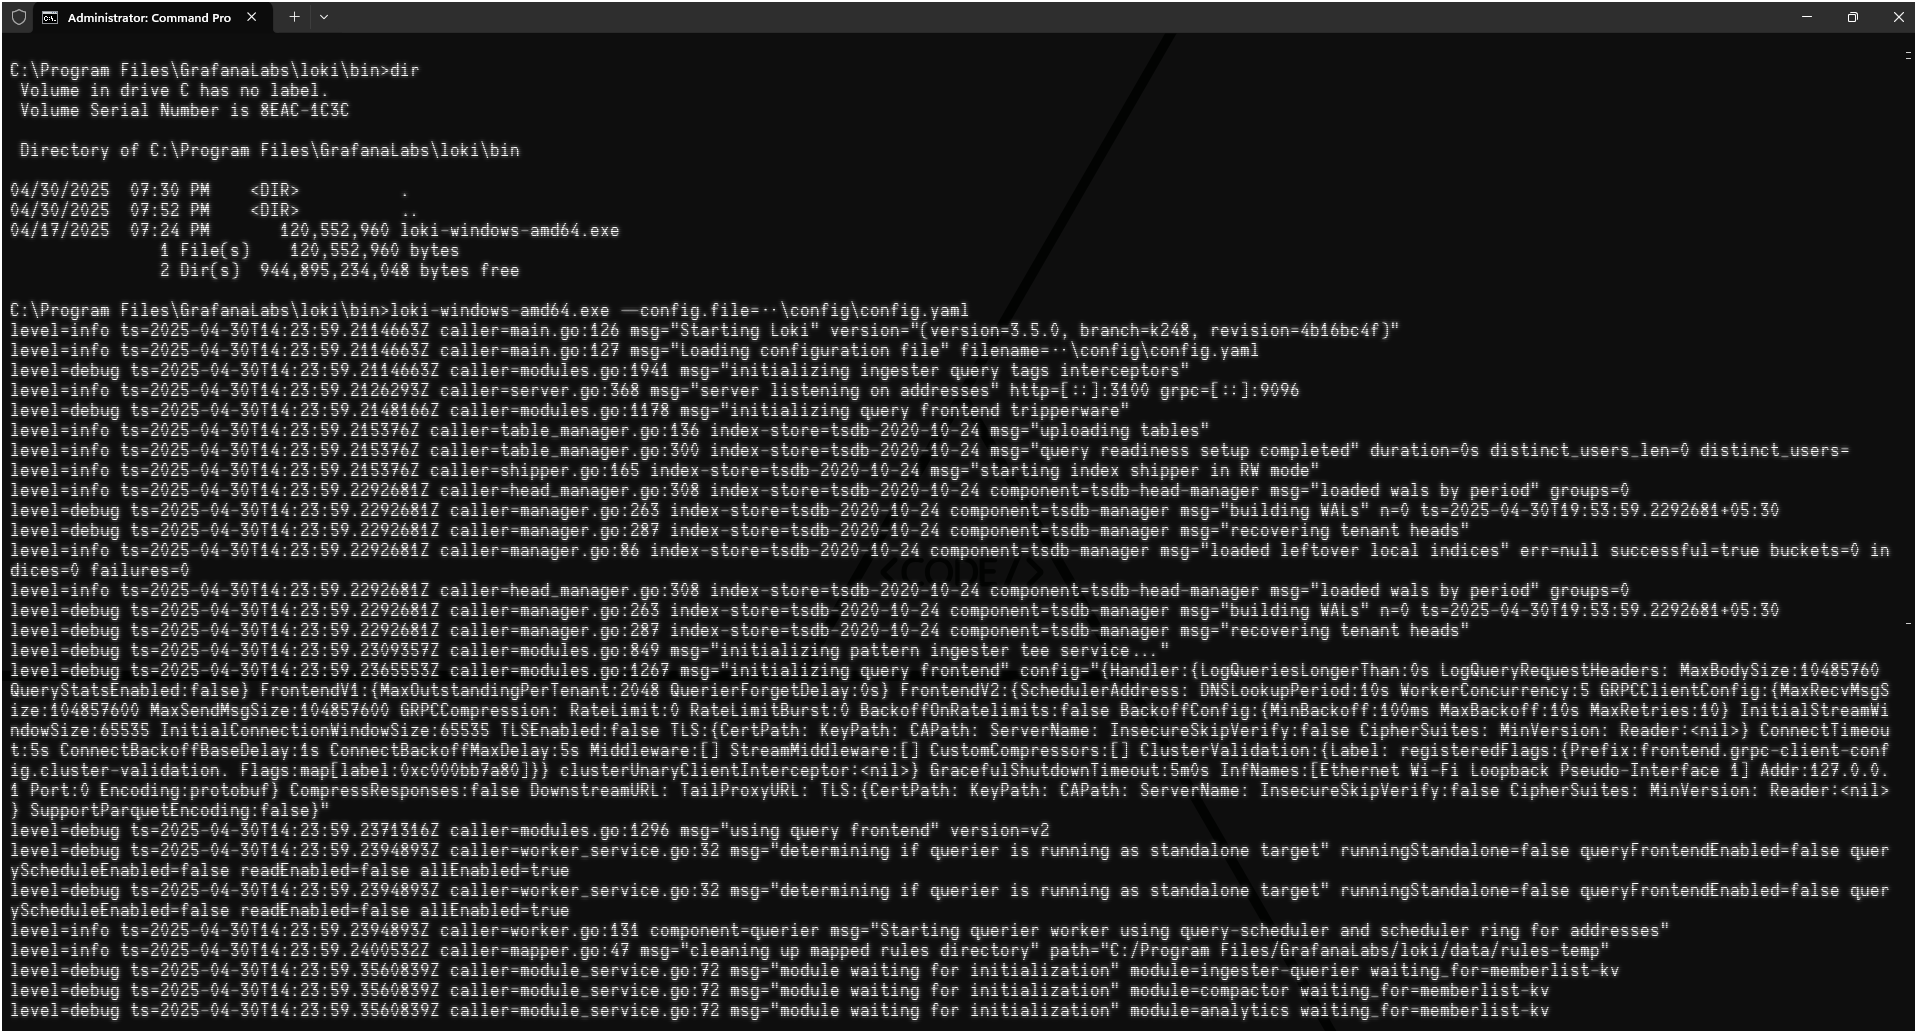 Administrator: Command Pro
C:\Program Files\GrafanaLabs\loki\bin>dir
 Volume in drive C has no label.
 Volume Serial Number is 8EAC-1C3C
 Directory of C:\Program Files\GrafanaLabs\loki\bin
04/30/2025  07:30 PM    <DIR>          .
04/30/2025  07:52 PM    <DIR>          ..
04/17/2025  07:24 PM       120,552,960 loki-windows-amd64.exe
               1 File(s)    120,552,960 bytes
               2 Dir(s)  944,895,234,048 bytes free
C:\Program Files\GrafanaLabs\loki\bin>loki-windows-amd64.exe --config.file=..\config\config.yaml
level=info ts=2025-04-30T14:23:59.2114663Z caller=main.go:126 msg="Starting Loki" version="(version=3.5.0, branch=k248, revision=4b16bc4f)"
level=info ts=2025-04-30T14:23:59.2114663Z caller=main.go:127 msg="Loading configuration file" filename=..\config\config.yaml
level=debug ts=2025-04-30T14:23:59.2114663Z caller=modules.go:1941 msg="initializing ingester query tags interceptors"
level=info ts=2025-04-30T14:23:59.2126293Z caller=server.go:368 msg="server listening on addresses" http=[::]:3100 grpc=[::]:9096
level=debug ts=2025-04-30T14:23:59.2148166Z caller=modules.go:1178 msg="initializing query frontend tripperware"
level=info ts=2025-04-30T14:23:59.215376Z caller=table_manager.go:136 index-store=tsdb-2020-10-24 msg="uploading tables"
level=info ts=2025-04-30T14:23:59.215376Z caller=table_manager.go:300 index-store=tsdb-2020-10-24 msg="query readiness setup completed" duration=0s distinct_users_len=0 distinct_users=
level=info ts=2025-04-30T14:23:59.215376Z caller=shipper.go:165 index-store=tsdb-2020-10-24 msg="starting index shipper in RW mode"
level=info ts=2025-04-30T14:23:59.2292681Z caller=head_manager.go:308 index-store=tsdb-2020-10-24 component=tsdb-head-manager msg="loaded wals by period" groups=0
level=debug ts=2025-04-30T14:23:59.2292681Z caller=manager.go:263 index-store=tsdb-2020-10-24 component=tsdb-manager msg="building WALs" n=0 ts=2025-04-30T19:53:59.2292681+05:30
level=debug ts=2025-04-30T14:23:59.2292681Z caller=manager.go:287 index-store=tsdb-2020-10-24 component=tsdb-manager msg="recovering tenant heads"
level=info ts=2025-04-30T14:23:59.2292681Z caller=manager.go:86 index-store=tsdb-2020-10-24 component=tsdb-manager msg="loaded leftover local indices" err=null successful=true buckets=0 in
dices=0 failures=0
<CODE/>
level=info ts=2025-04-30T14:23:59.2292681Z caller=head_manager.go:308 index-store=tsdb-2020-10-24 component=tsdb-head-manager msg="loaded wals by period" groups=0
level=debug ts=2025-04-30T14:23:59.2292681Z caller=manager.go:263 index-store=tsdb-2020-10-24 component=tsdb-manager msg="building WALs" n=0 ts=2025-04-30T19:53:59.2292681+05:30
level=debug ts=2025-04-30T14:23:59.2292681Z caller=manager.go:287 index-store=tsdb-2020-10-24 component=tsdb-manager msg="recovering tenant heads"
level=debug ts=2025-04-30T14:23:59.2309357Z caller=modules.go:849 msg="initializing pattern ingester tee service..."
level=debug ts=2025-04-30T14:23:59.2365553Z caller=modules.go:1267 msg="initializing query frontend" config="{Handler:{LogQueriesLongerThan:0s LogQueryRequestHeaders: MaxBodySize:10485760
QueryStatsEnabled:false} FrontendV1:{MaxOutstandingPerTenant:2048 QuerierForgetDelay:0s} FrontendV2:{SchedulerAddress: DNSLookupPeriod:10s WorkerConcurrency:5 GRPCClientConfig:{MaxRecvMsgS
ize:104857600 MaxSendMsgSize:104857600 GRPCCompression: RateLimit:0 RateLimitBurst:0 BackoffOnRatelimits:false BackoffConfig:{MinBackoff:100ms MaxBackoff:10s MaxRetries:10} InitialStreamWi
ndowSize:65535 InitialConnectionWindowSize:65535 TLSEnabled:false TLS:{CertPath: KeyPath: CAPath: ServerName: InsecureSkipVerify:false CipherSuites: MinVersion: Reader:<nil>} ConnectTimeou
t:5s ConnectBackoffBaseDelay:1s ConnectBackoffMaxDelay:5s Middleware:[] StreamMiddleware:[] CustomCompressors:[] ClusterValidation:{Label: registeredFlags:{Prefix:frontend.grpc-client-conf
ig.cluster-validation. Flags:map[label:0xc000bb7a80]}} clusterUnaryClientInterceptor:<nil>} GracefulShutdownTimeout:5m0s InfNames:[Ethernet Wi-Fi Loopback Pseudo-Interface 1] Addr:127.0.0.
1 Port:0 Encoding:protobuf} CompressResponses:false DownstreamURL: TailProxyURL: TLS:{CertPath: KeyPath: CAPath: ServerName: InsecureSkipVerify:false CipherSuites: MinVersion: Reader:<nil>
} SupportParquetEncoding:false}"
level=debug ts=2025-04-30T14:23:59.2371316Z caller=modules.go:1296 msg="using query frontend" version=v2
level=debug ts=2025-04-30T14:23:59.2394893Z caller=worker_service.go:32 msg="determining if querier is running as standalone target" runningStandalone=false queryFrontendEnabled=false quer
yScheduleEnabled=false readEnabled=false allEnabled=true
level=debug ts=2025-04-30T14:23:59.2394893Z caller=worker_service.go:32 msg="determining if querier is running as standalone target" runningStandalone=false queryFrontendEnabled=false quer
yScheduleEnabled=false readEnabled=false allEnabled=true
level=info ts=2025-04-30T14:23:59.2394893Z caller=worker.go:131 component=querier msg="Starting querier worker using query-scheduler and scheduler ring for addresses"
level=info ts=2025-04-30T14:23:59.2400532Z caller=mapper.go:47 msg="cleaning up mapped rules directory" path="C:/Program Files/GrafanaLabs/loki/data/rules-temp"
level=debug ts=2025-04-30T14:23:59.3560839Z caller=module_service.go:72 msg="module waiting for initialization" module=ingester-querier waiting_for=memberlist-kv
level=debug ts=2025-04-30T14:23:59.3560839Z caller=module_service.go:72 msg="module waiting for initialization" module=compactor waiting_for=memberlist-kv
level=debug ts=2025-04-30T14:23:59.3560839Z caller=module_service.go:72 msg="module waiting for initialization" module=analytics waiting_for=memberlist-kv